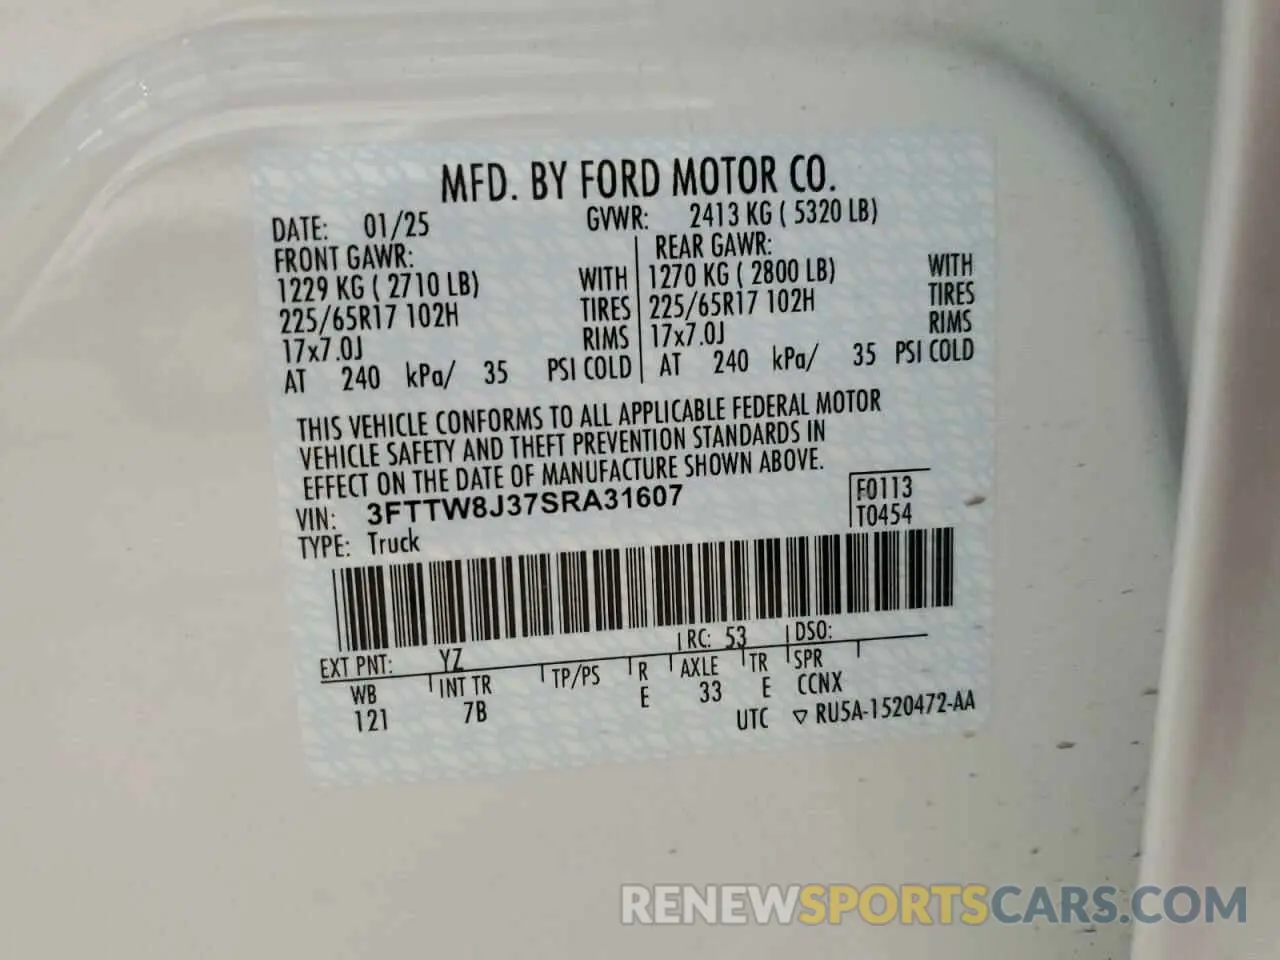 MFD. BY FORD MOTOR CO.
DATE: 01/25 GVWR: 2413 KG ( 5320 LB)
FRONT GAWR: REAR GAWR:
1229 KG ( 2710 LB) WITH 1270 KG ( 2800 LB) WITH
225/65R17 102H TIRES 225/65R17 102H TIRES
17x7.0J RIMS 17x7.0J RIMS
AT 240 kPa/ 35 PSI COLD AT 240 kPa/ 35 PSI COLD
THIS VEHICLE CONFORMS TO ALL APPLICABLE FEDERAL MOTOR
VEHICLE SAFETY AND THEFT PREVENTION STANDARDS IN
EFFECT ON THE DATE OF MANUFACTURE SHOWN ABOVE.
VIN: 3FTTW8J37SRA31607 F0113
TYPE: Truck T0454
EXT PNT: YZ RC: 53 DSO:
WB INT TR TP/PS R AXLE TR SPR
121 7B E 33 E CCNX
UTC ▽ RU5A-1520472-AA
RENEWSPORTSCARS.COM